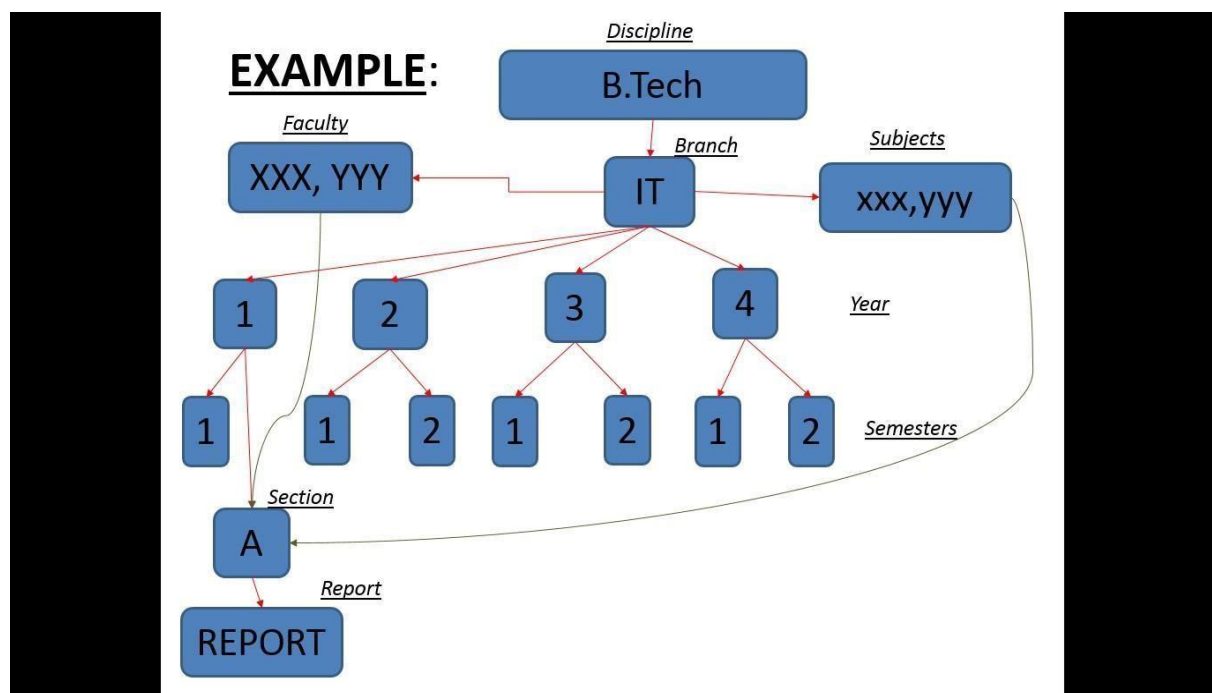 Discipline
EXAMPLE:
B.Tech
Faculty
Branch
Subjects
XXX, YYY
IT
xxx,yyy
1
2
3
4
Year
1
1
2
1
2
1
2
Semesters
Section
A
Report
REPORT